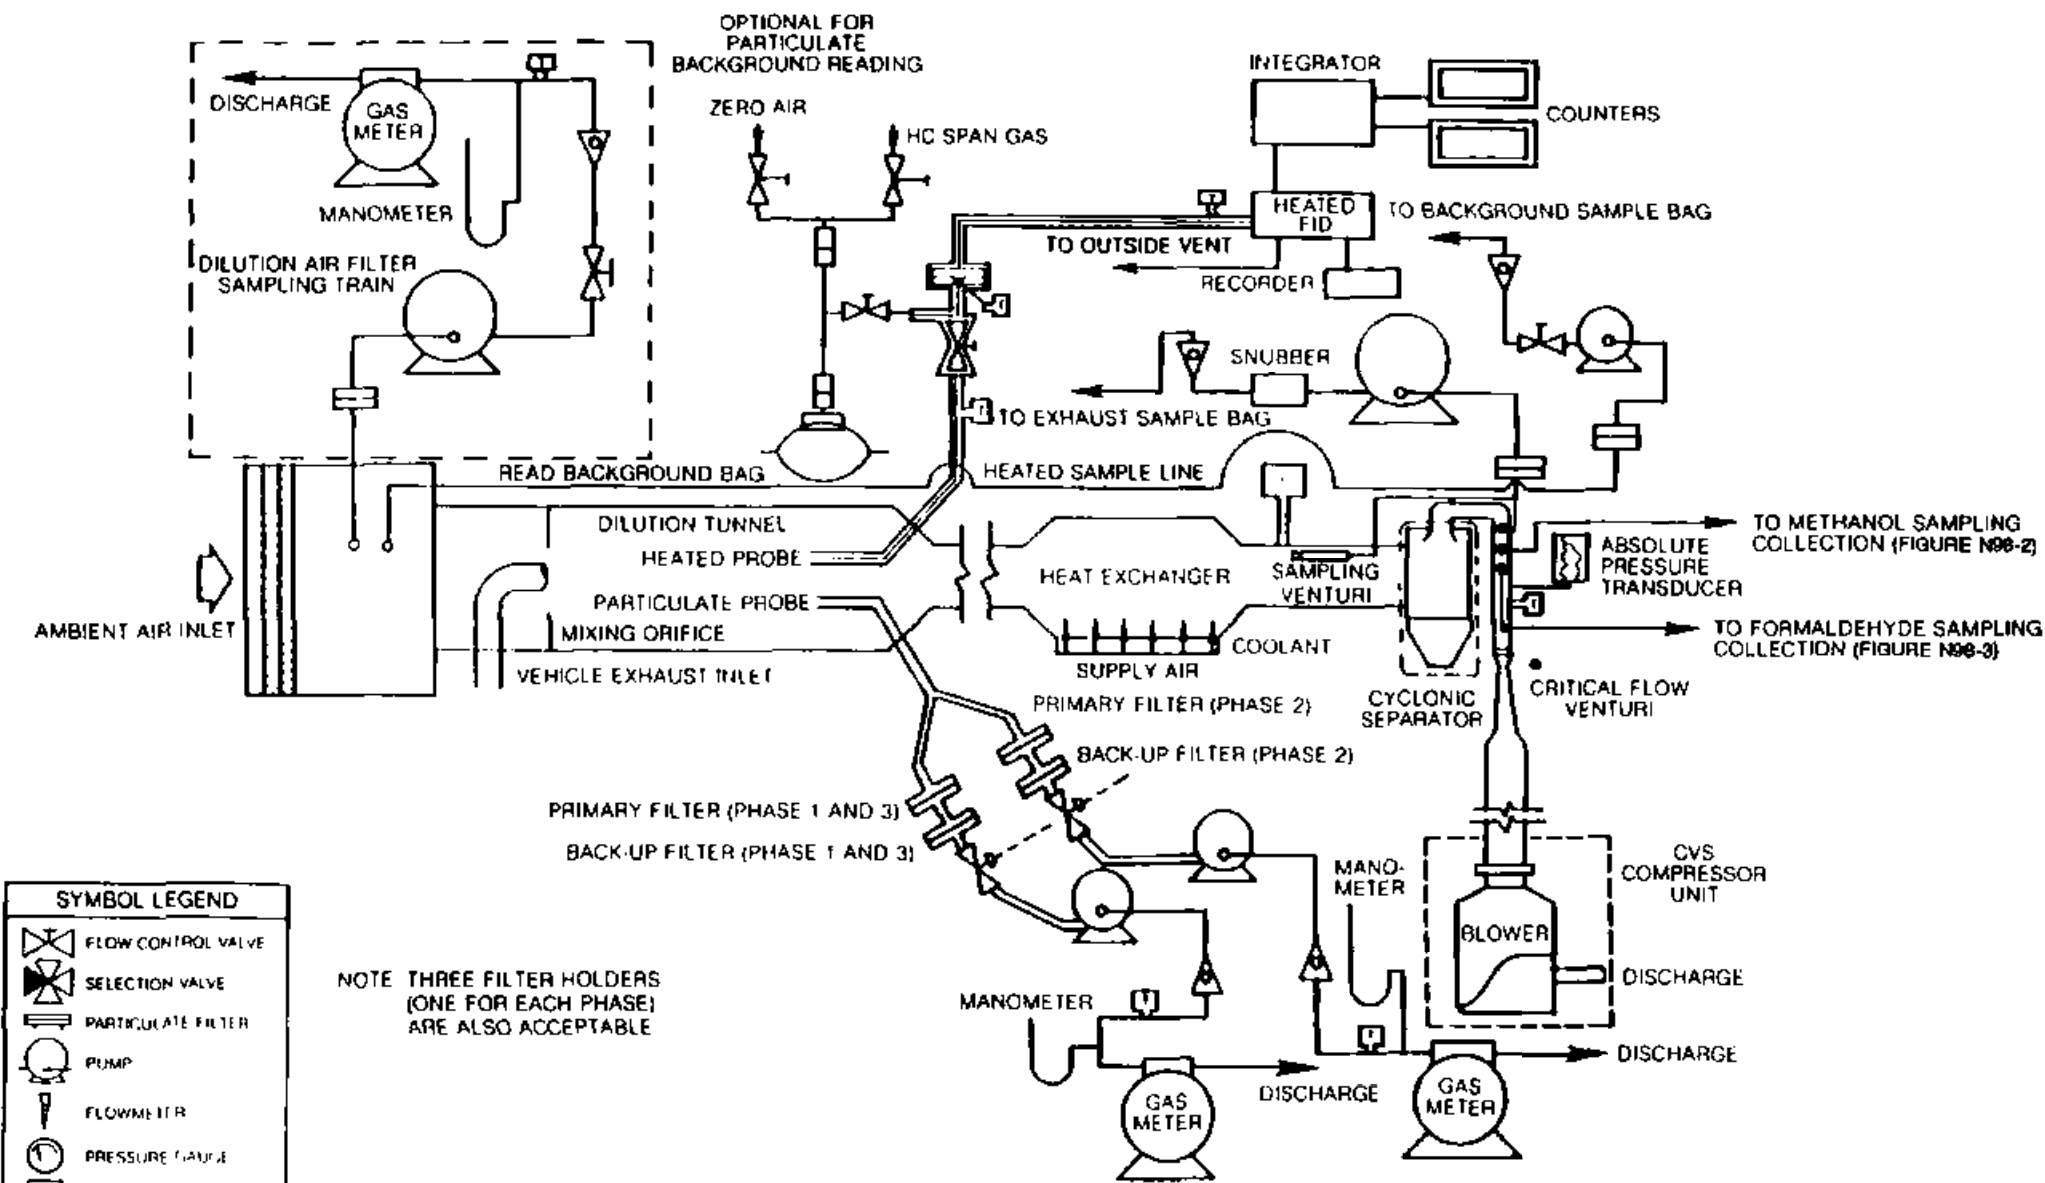 OPTIONAL FOR
PARTICULATE
BACKGROUND READING
DISCHARGE
GAS
METER
MANOMETER
DILUTION AIR FILTER
SAMPLING TRAIN
ZERO AIR
HC SPAN GAS
INTEGRATOR
COUNTERS
T
T
HEATED
FID
TO BACKGROUND SAMPLE BAG
TO OUTSIDE VENT
RECORDER
T
SNUBBER
T
TO EXHAUST SAMPLE BAG
READ BACKGROUND BAG
HEATED SAMPLE LINE
DILUTION TUNNEL
HEATED PROBE
PARTICULATE PROBE
MIXING ORIFICE
VEHICLE EXHAUST INLET
AMBIENT AIR INLET
HEAT EXCHANGER
SAMPLING
VENTURI
COOLANT
SUPPLY AIR
TO METHANOL SAMPLING
COLLECTION (FIGURE N98-2)
ABSOLUTE
PRESSURE
TRANSDUCER
T
TO FORMALDEHYDE SAMPLING
COLLECTION (FIGURE N98-3)
CYCLONIC
SEPARATOR
CRITICAL FLOW
VENTURI
PRIMARY FILTER (PHASE 2)
BACK-UP FILTER (PHASE 2)
PRIMARY FILTER (PHASE 1 AND 3)
BACK-UP FILTER (PHASE 1 AND 3)
MANO-
METER
CVS
COMPRESSOR
UNIT
BLOWER
DISCHARGE
MANOMETER
T
T
DISCHARGE
GAS
METER
DISCHARGE
GAS
METER
NOTE THREE FILTER HOLDERS
(ONE FOR EACH PHASE)
ARE ALSO ACCEPTABLE
SYMBOL LEGEND
FLOW CONTROL VALVE
SELECTION VALVE
PARTICULATE FILTER
PUMP
FLOWMETER
PRESSURE GAUGE